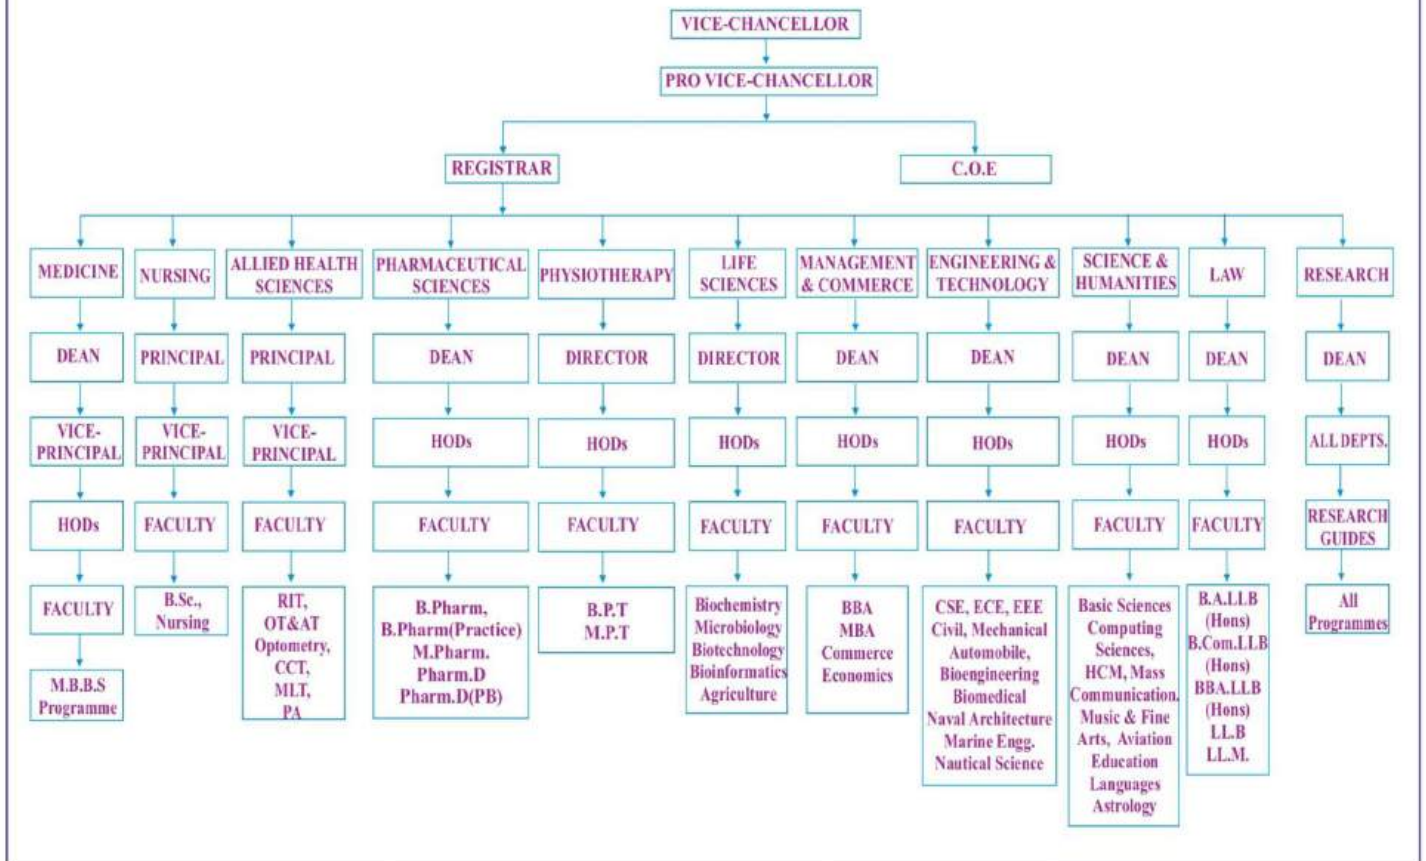 VICE-CHANCELLOR
PRO VICE-CHANCELLOR
REGISTRAR
C.O.E
MEDICINE
DEAN
VICE-
PRINCIPAL
HODs
FACULTY
M.B.B.S
Programme
NURSING
PRINCIPAL
VICE-
PRINCIPAL
FACULTY
B.Sc.,
Nursing
ALLIED HEALTH
SCIENCES
PRINCIPAL
VICE-
PRINCIPAL
FACULTY
RIT,
OT&AT
Optometry,
CCT,
MLT,
PA
PHARMACEUTICAL
SCIENCES
DEAN
HODs
FACULTY
B.Pharm,
B.Pharm(Practice)
M.Pharm.
Pharm.D
Pharm.D(PB)
PHYSIOTHERAPY
DIRECTOR
HODs
FACULTY
B.P.T
M.P.T
LIFE
SCIENCES
DIRECTOR
HODs
FACULTY
Biochemistry
Microbiology
Biotechnology
Bioinformatics
Agriculture
MANAGEMENT
& COMMERCE
DEAN
HODs
FACULTY
BBA
MBA
Commerce
Economics
ENGINEERING &
TECHNOLOGY
DEAN
HODs
FACULTY
CSE, ECE, EEE
Civil, Mechanical
Automobile,
Bioengineering
Biomedical
Naval Architecture
Marine Engg.
Nautical Science
SCIENCE &
HUMANITIES
DEAN
HODs
FACULTY
Basic Sciences
Computing
Sciences,
HCM, Mass
Communication.
Music & Fine
Arts, Aviation
Education
Languages
Astrology
LAW
DEAN
HODs
FACULTY
B.A.LLB
(Hons)
B.Com.LLB
(Hons)
BBA.LLB
(Hons)
LL.B
LL.M.
RESEARCH
DEAN
ALL DEPTS.
RESEARCH
GUIDES
All
Programmes